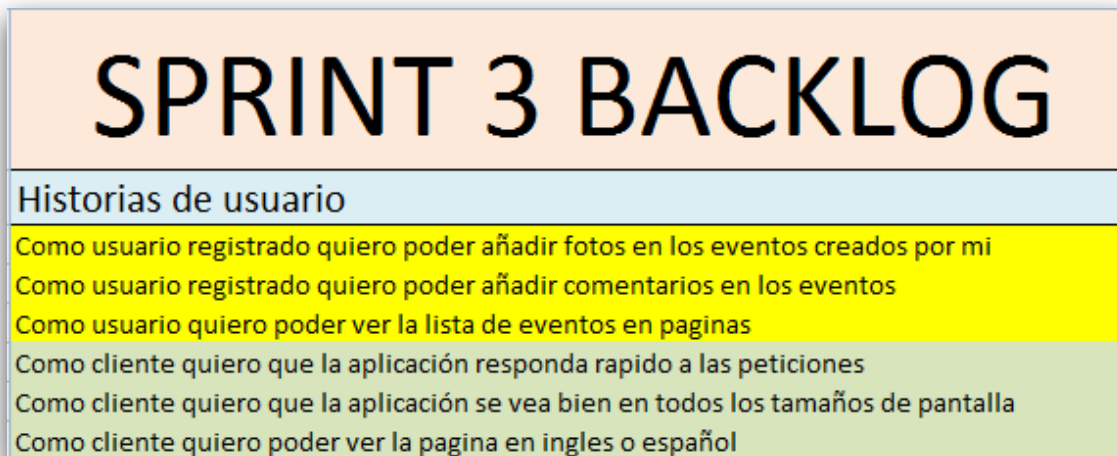 SPRINT 3 BACKLOG
Historias de usuario
Como usuario registrado quiero poder añadir fotos en los eventos creados por mi
Como usuario registrado quiero poder añadir comentarios en los eventos
Como usuario quiero poder ver la lista de eventos en paginas
Como cliente quiero que la aplicación responda rapido a las peticiones
Como cliente quiero que la aplicación se vea bien en todos los tamaños de pantalla
Como cliente quiero poder ver la pagina en ingles o español